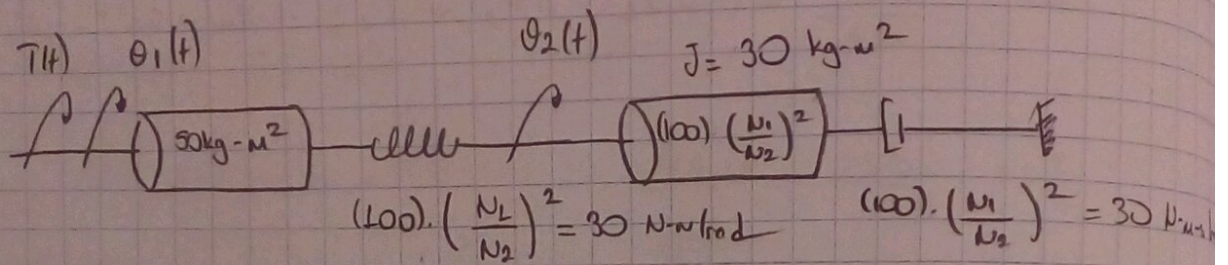 T(t) θ₁(t) θ₂(t) J = 30 kg-m²
50kg-m² (100) (N₁/N₂)²
(100). (N₁/N₂)² = 30 N-m/rad (100). (N₁/N₂)² = 30